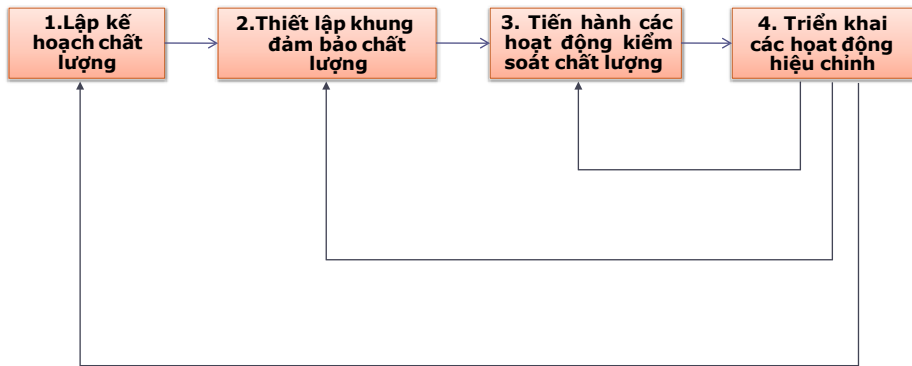 1.Lập kế
hoạch chất
lượng
2.Thiết lập khung
đảm bảo chất
lượng
3. Tiến hành các
hoạt động kiểm
soát chất lượng
4. Triển khai
các họat động
hiệu chỉnh